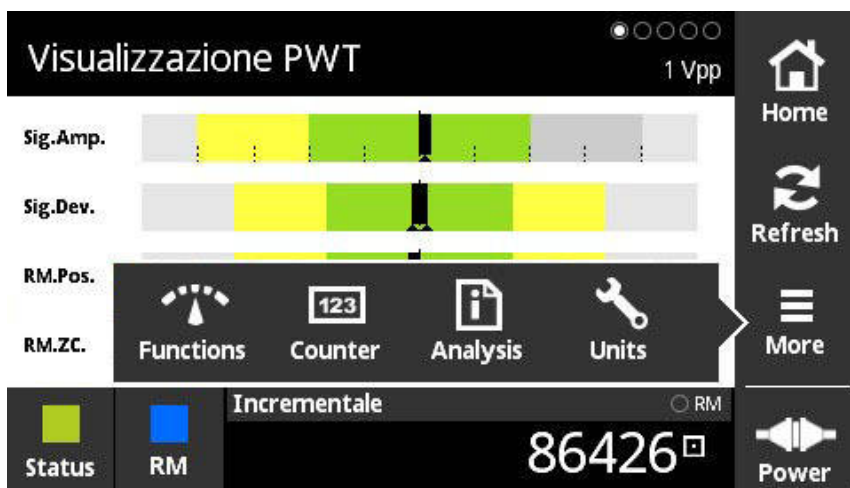 Visualizzazione PWT
1 Vpp
Home
Sig.Amp.
Refresh
Sig.Dev.
RM.Pos.
RM.ZC.
Functions
123
Counter
Analysis
Units
More
Incrementale
RM
86426
Status
RM
Power